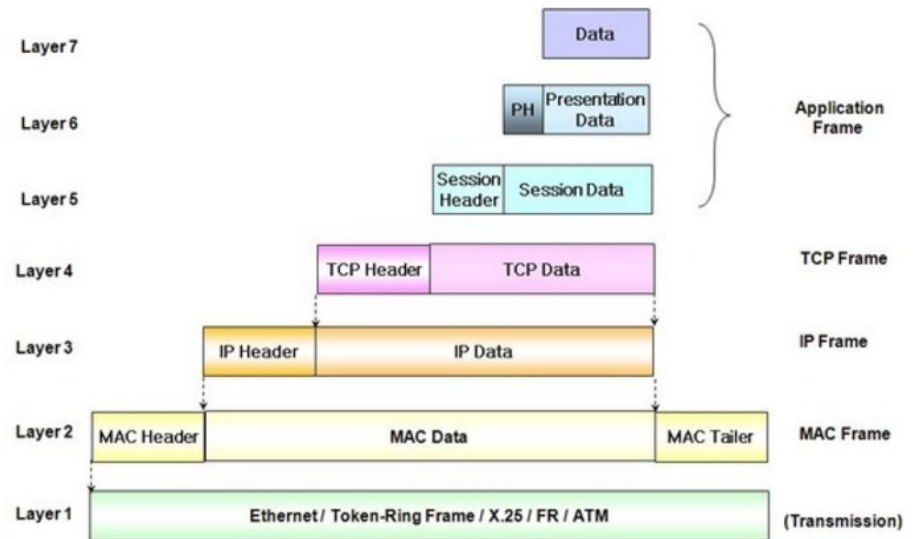 Layer 7
Data
Layer 6
PH
Presentation
Data
Application
Frame
Layer 5
Session
Header
Session Data
Layer 4
TCP Header
TCP Data
TCP Frame
Layer 3
IP Header
IP Data
IP Frame
Layer 2
MAC Header
MAC Data
MAC Tailer
MAC Frame
Layer 1
Ethernet / Token-Ring Frame / X.25 / FR / ATM
(Transmission)